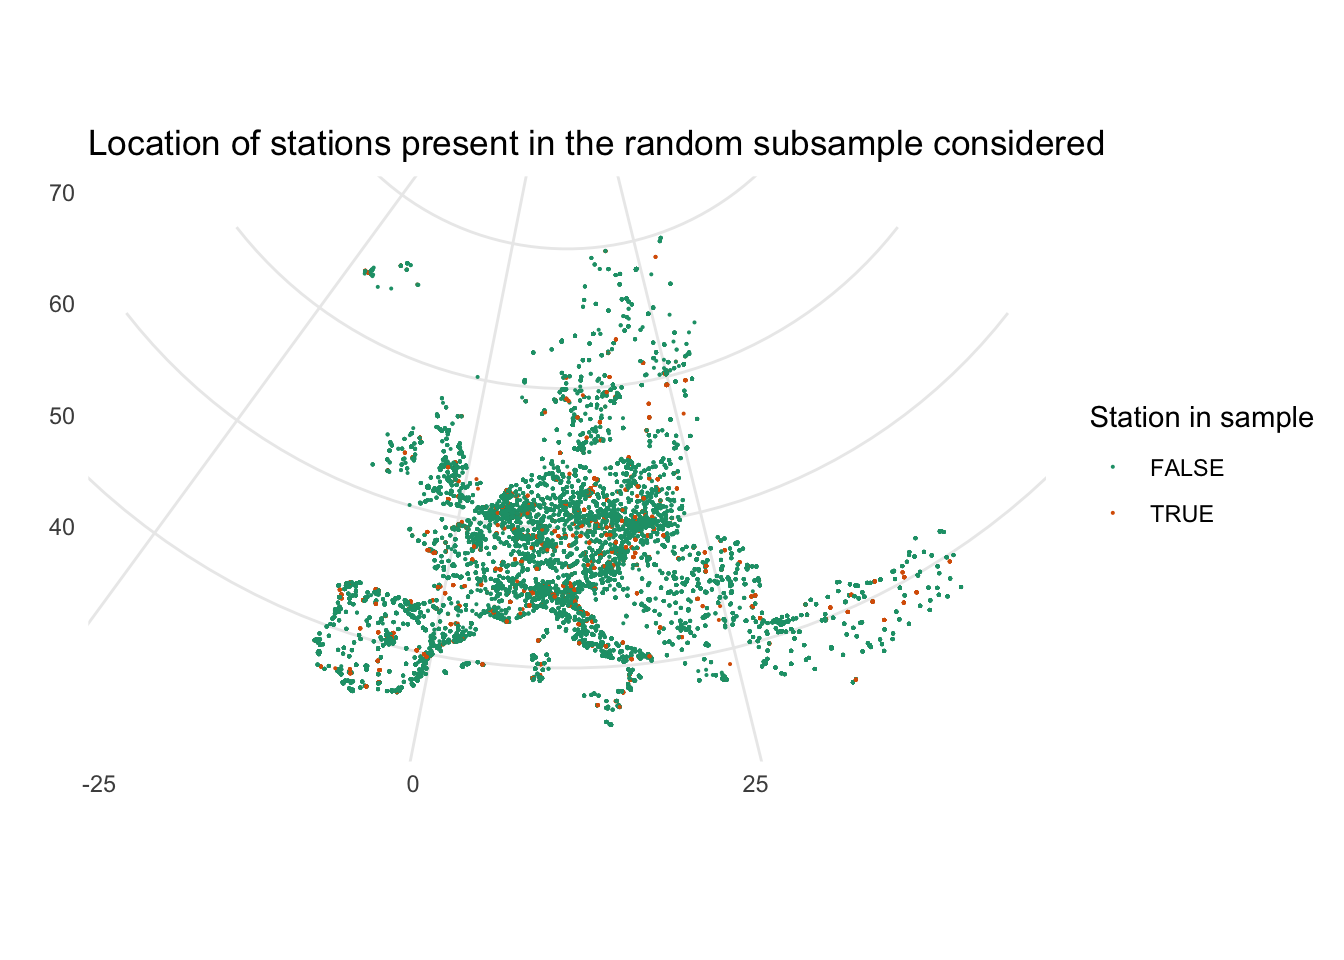 Location of stations present in the random subsample considered
70
60
50
40
-25
0
25
Station in sample
FALSE
TRUE